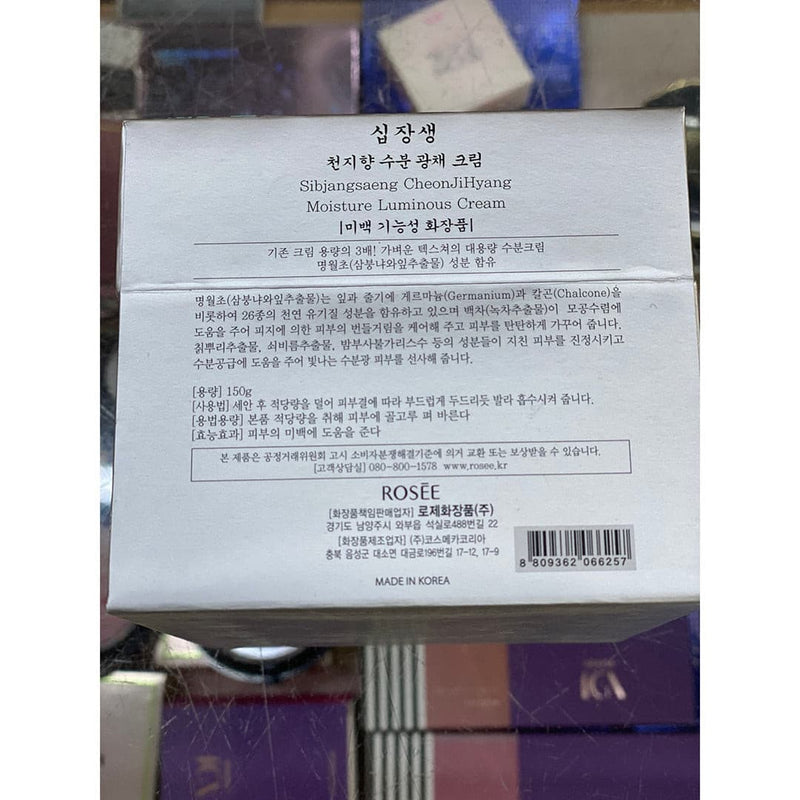 십장생
천지향 수분 광채 크림
Sibjangsaeng CheonJiHyang
Moisture Luminous Cream
|미백 기능성 화장품|
기존 크림 용량의 3배! 가벼운 텍스쳐의 대용량 수분크림
명월초(삼붕냐와잎추출물) 성분 함유
명월초(삼붕냐와잎추출물)는 잎과 줄기에 게르마늄(Germanium)과 칼곤(Chalcone)을
비롯하여 26종의 천연 유기질 성분을 함유하고 있으며 백차(녹차추출물)이 모공수렴에
도움을 주어 피지에 의한 피부의 번들거림을 케어해 주고 피부를 탄탄하게 가꾸어 줍니다.
칡뿌리추출물, 쇠비름추출물, 밤부사불가리스수 등의 성분들이 지친 피부를 진정시키고
수분공급에 도움을 주어 빛나는 수분광 피부를 선사해 줍니다.
[용량] 150g
[사용법] 세안 후 적당량을 덜어 피부결에 따라 부드럽게 두드리듯 발라 흡수시켜 줍니다.
[용법용량] 본품 적당량을 취해 피부에 골고루 펴 바른다
[효능효과] 피부의 미백에 도움을 준다
본 제품은 공정거래위원회 고시 소비자분쟁해결기준에 의거 교환 또는 보상받을 수 있습니다.
[고객상담실] 080-800-1578 www.rosee.kr
ROSĒE
[화장품책임판매업자] 로제화장품(주)
경기도 남양주시 와부읍 석실로488번길 22
[화장품제조업자] (주)코스메카코리아
충북 음성군 대소면 대금로196번길 17-12, 17-9
8 809362 066257
MADE IN KOREA